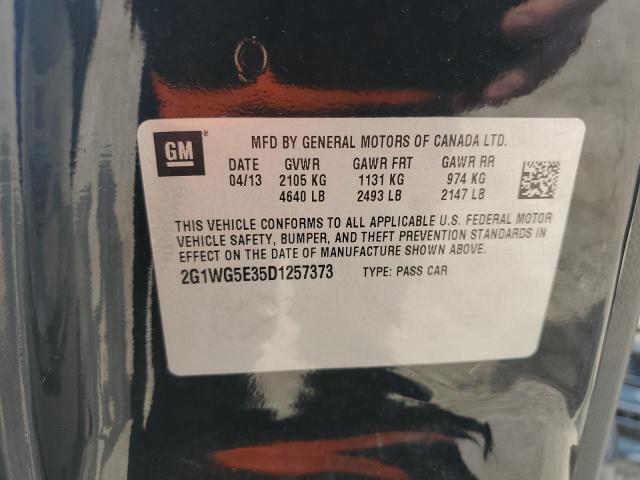 GM ®
MFD BY GENERAL MOTORS OF CANADA LTD.
DATE GVWR GAWR FRT GAWR RR
04/13 2105 KG 1131 KG 974 KG
4640 LB 2493 LB 2147 LB
THIS VEHICLE CONFORMS TO ALL APPLICABLE U.S. FEDERAL MOTOR
VEHICLE SAFETY, BUMPER, AND THEFT PREVENTION STANDARDS IN
EFFECT ON THE DATE OF MANUFACTURE SHOWN ABOVE.
2G1WG5E35D1257373 TYPE: PASS CAR